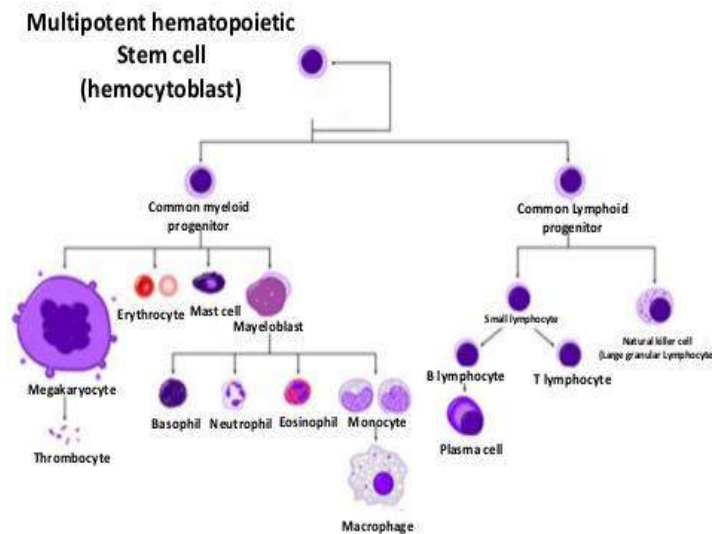 Multipotent hematopoietic
Stem cell
(hemocytoblast)
Common myeloid
progenitor
Common Lymphoid
progenitor
Erythrocyte
Mast cell
Mayeloblast
Small lymphocyte
Natural killer cell
(Large granular Lymphocyte
Megakaryocyte
B lymphocyte
T lymphocyte
Basophil
Neutrophil
Eosinophil
Monocyte
Thrombocyte
Plasma cell
Macrophage